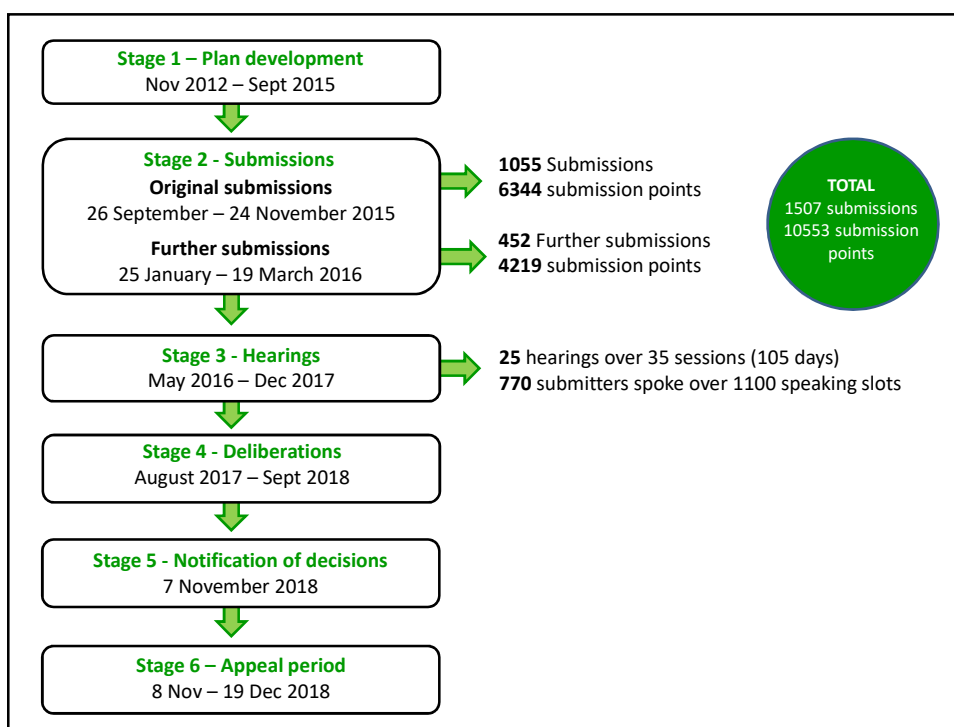 Stage 1 – Plan development
Nov 2012 – Sept 2015
Stage 2 - Submissions
Original submissions
26 September – 24 November 2015
Further submissions
25 January – 19 March 2016
1055 Submissions
6344 submission points
452 Further submissions
4219 submission points
TOTAL
1507 submissions
10553 submission
points
Stage 3 - Hearings
May 2016 – Dec 2017
25 hearings over 35 sessions (105 days)
770 submitters spoke over 1100 speaking slots
Stage 4 - Deliberations
August 2017 – Sept 2018
Stage 5 - Notification of decisions
7 November 2018
Stage 6 – Appeal period
8 Nov – 19 Dec 2018